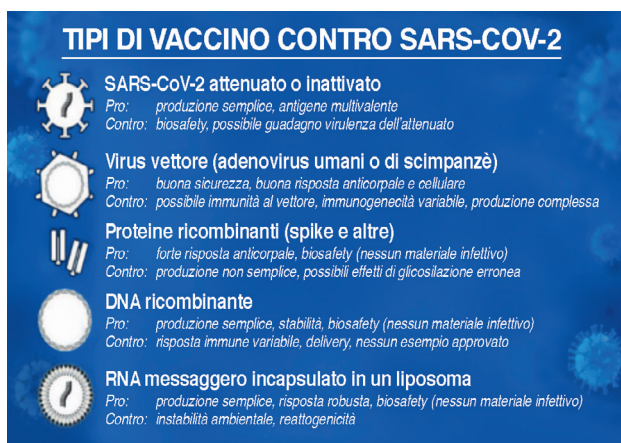 TIPI DI VACCINO CONTRO SARS-COV-2
SARS-CoV-2 attenuato o inattivato
Pro: produzione semplice, antigene multivalente
Contro: biosafety, possibile guadagno virulenza dell'attenuato
Virus vettore (adenovirus umani o di scimpanzè)
Pro: buona sicurezza, buona risposta anticorpale e cellulare
Contro: possibile immunità al vettore, immunogenecità variabile, produzione complessa
Proteine ricombinanti (spike e altre)
Pro: forte risposta anticorpale, biosafety (nessun materiale infettivo)
Contro: produzione non semplice, possibili effetti di glicosilazione erronea
DNA ricombinante
Pro: produzione semplice, stabilità, biosafety (nessun materiale infettivo)
Contro: risposta immune variabile, delivery, nessun esempio approvato
RNA messaggero incapsulato in un liposoma
Pro: produzione semplice, risposta robusta, biosafety (nessun materiale infettivo)
Contro: instabilità ambientale, reattogenicità